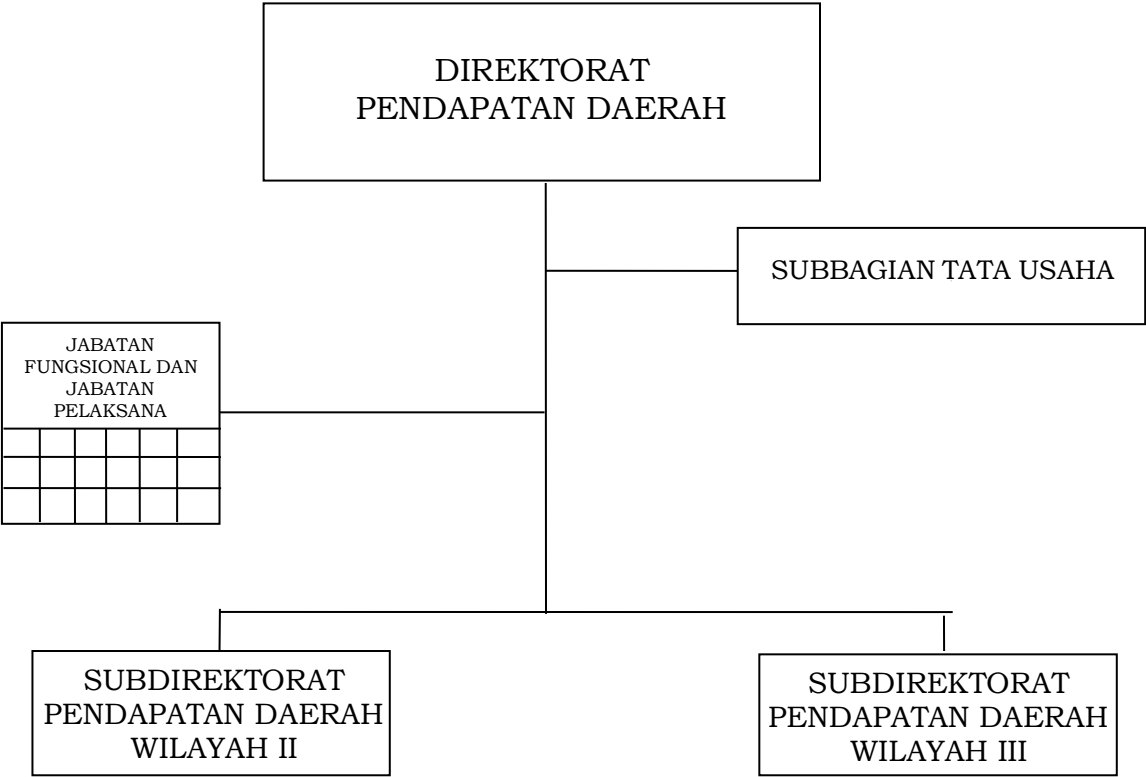 DIREKTORAT
PENDAPATAN DAERAH
SUBBAGIAN TATA USAHA
JABATAN
FUNGSIONAL DAN
JABATAN
PELAKSANA
SUBDIREKTORAT
PENDAPATAN DAERAH
WILAYAH II
SUBDIREKTORAT
PENDAPATAN DAERAH
WILAYAH III